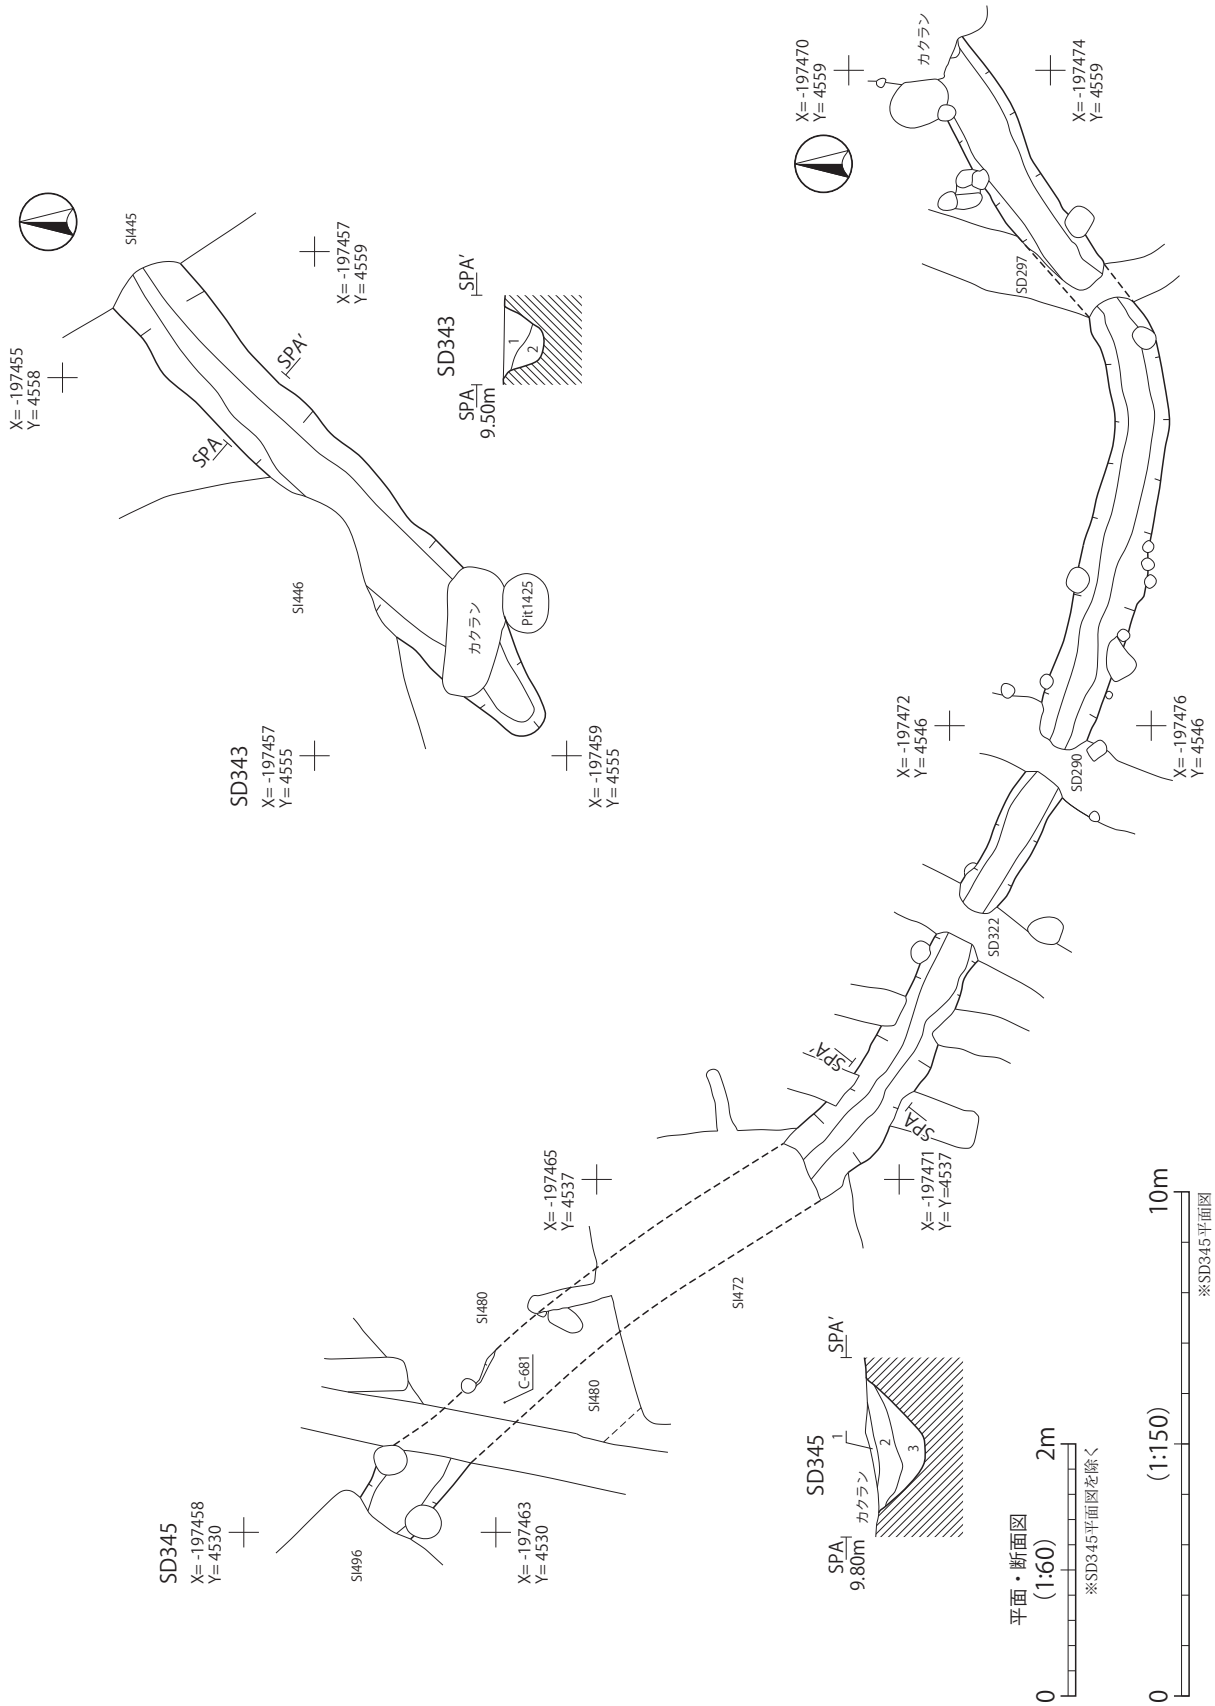 SD343
X= -197455
Y= 4558
SI445
X= -197457
Y= 4559
SPA
SPA'
SI446
カクラン
Pit1425
X= -197457
Y= 4555
X= -197459
Y= 4555
SD343
SPA
9.50m
SPA'
1
2
SD345
X= -197458
Y= 4530
X= -197463
Y= 4530
SI496
SI480
C-681
SI480
SI472
X= -197465
Y= 4537
X= -197471
Y= Y=4537
SPA
SPA'
SD322
X= -197472
Y= 4546
X= -197476
Y= 4546
SD290
SD297
X= -197470
Y= 4559
X= -197474
Y= 4559
カクラン
SD345
SPA
9.80m
SPA'
カクラン
1
2
3
平面・断面図
(1:60)
0
2m
※SD345平面図を除く
(1:150)
0
10m
※SD345平面図